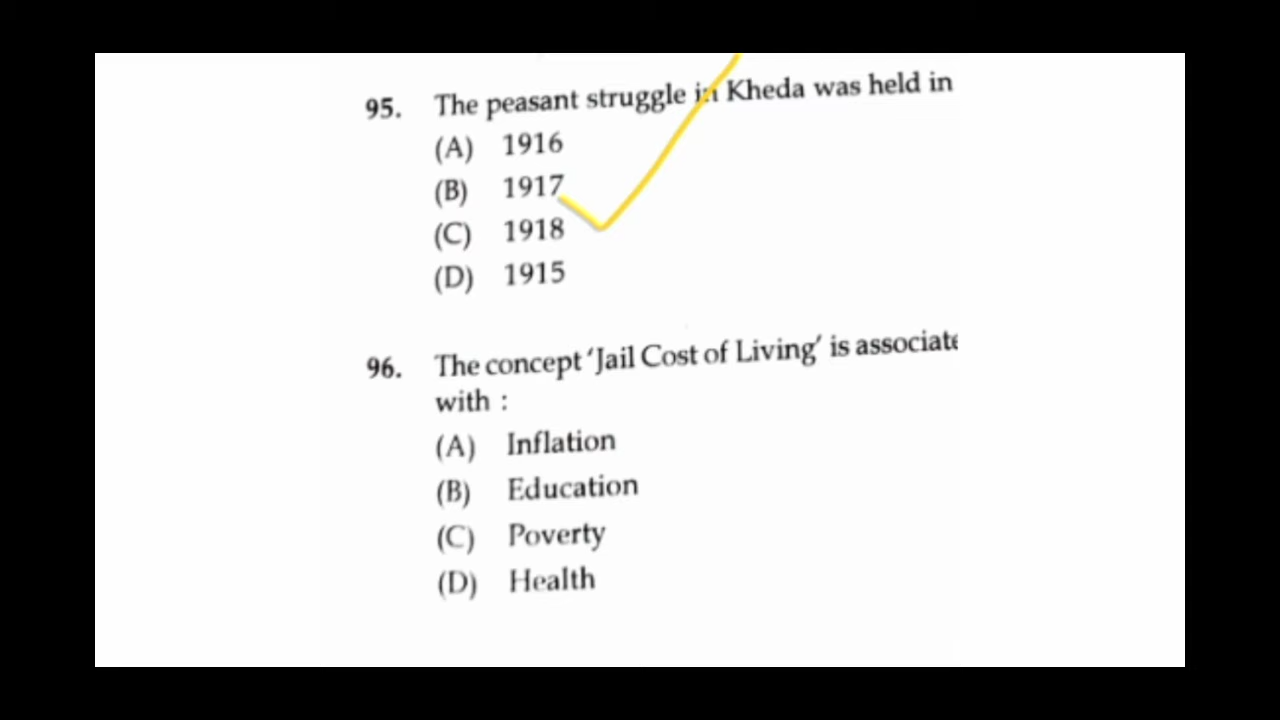 95. The peasant struggle in Kheda was held in
(A) 1916
(B) 1917
(C) 1918
(D) 1915
96. The concept 'Jail Cost of Living' is associate
with :
(A) Inflation
(B) Education
(C) Poverty
(D) Health